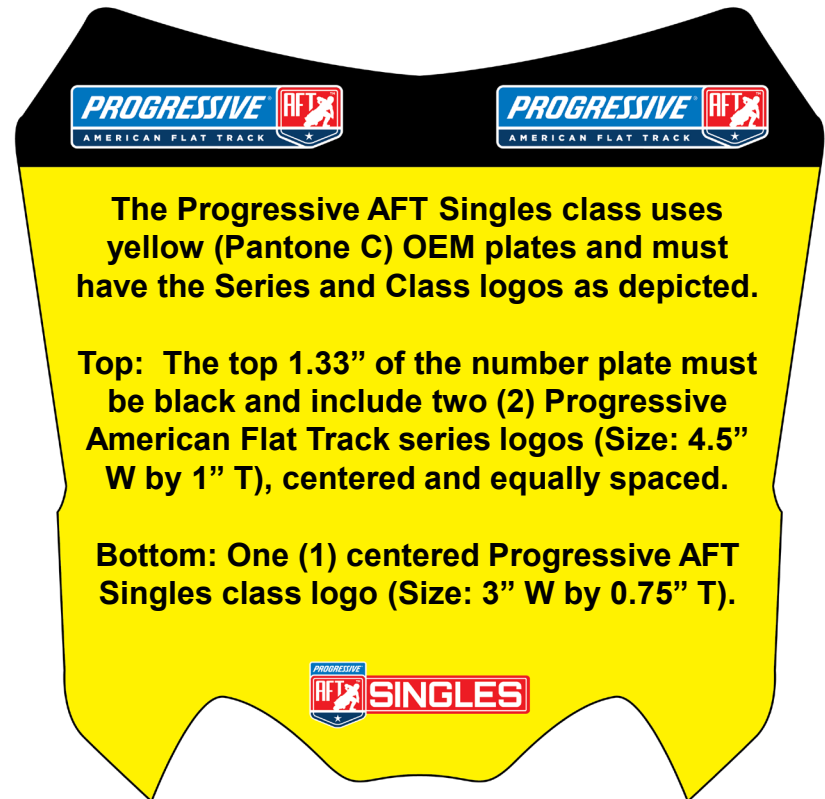 PROGRESSIVE® AFT™
AMERICAN FLAT TRACK
PROGRESSIVE® AFT™
AMERICAN FLAT TRACK
The Progressive AFT Singles class uses
yellow (Pantone C) OEM plates and must
have the Series and Class logos as depicted.
Top:  The top 1.33” of the number plate must
be black and include two (2) Progressive
American Flat Track series logos (Size: 4.5”
W by 1” T), centered and equally spaced.
Bottom: One (1) centered Progressive AFT
Singles class logo (Size: 3” W by 0.75” T).
PROGRESSIVE
AFT™ SINGLES